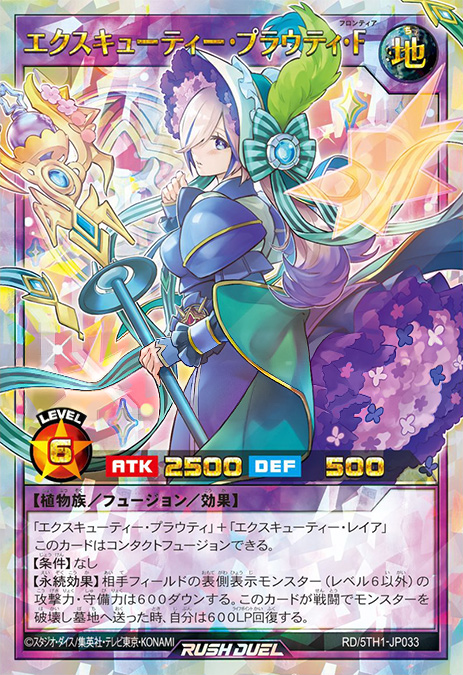 フロンティア
エクスキューティー・プラウティ・F
地
LEVEL
6
ATK 2500 DEF 500
【植物族/フュージョン/効果】
「エクスキューティー・プラウティ」+「エクスキューティー・レイア」
このカードはコンタクトフュージョンできる。
【条件】なし
【永続効果】相手フィールドの表側表示モンスター(レベル6以外)の
攻撃力・守備力は600ダウンする。このカードが戦闘でモンスターを
破壊し墓地へ送った時、自分は600LP回復する。
©スタジオ・ダイス/集英社・テレビ東京・KONAMI RUSH DUEL RD/5TH1-JP033